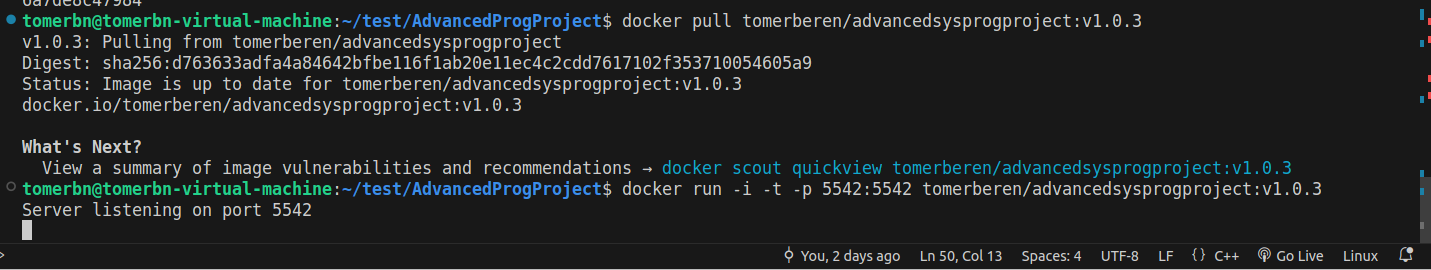 tomerbn@tomerbn-virtual-machine:~/test/AdvancedProgProject$ docker pull tomerberen/advancedsysprogproject:v1.0.3
v1.0.3: Pulling from tomerberen/advancedsysprogproject
Digest: sha256:d763633adfa4a84642bfbe116f1ab20e11ec4c2cdd7617102f353710054605a9
Status: Image is up to date for tomerberen/advancedsysprogproject:v1.0.3
docker.io/tomerberen/advancedsysprogproject:v1.0.3
What's Next?
View a summary of image vulnerabilities and recommendations → docker scout quickview tomerberen/advancedsysprogproject:v1.0.3
tomerbn@tomerbn-virtual-machine:~/test/AdvancedProgProject$ docker run -i -t -p 5542:5542 tomerberen/advancedsysprogproject:v1.0.3
Server listening on port 5542
You, 2 days ago Ln 50, Col 13 Spaces: 4 UTF-8 LF {} C++ Go Live Linux